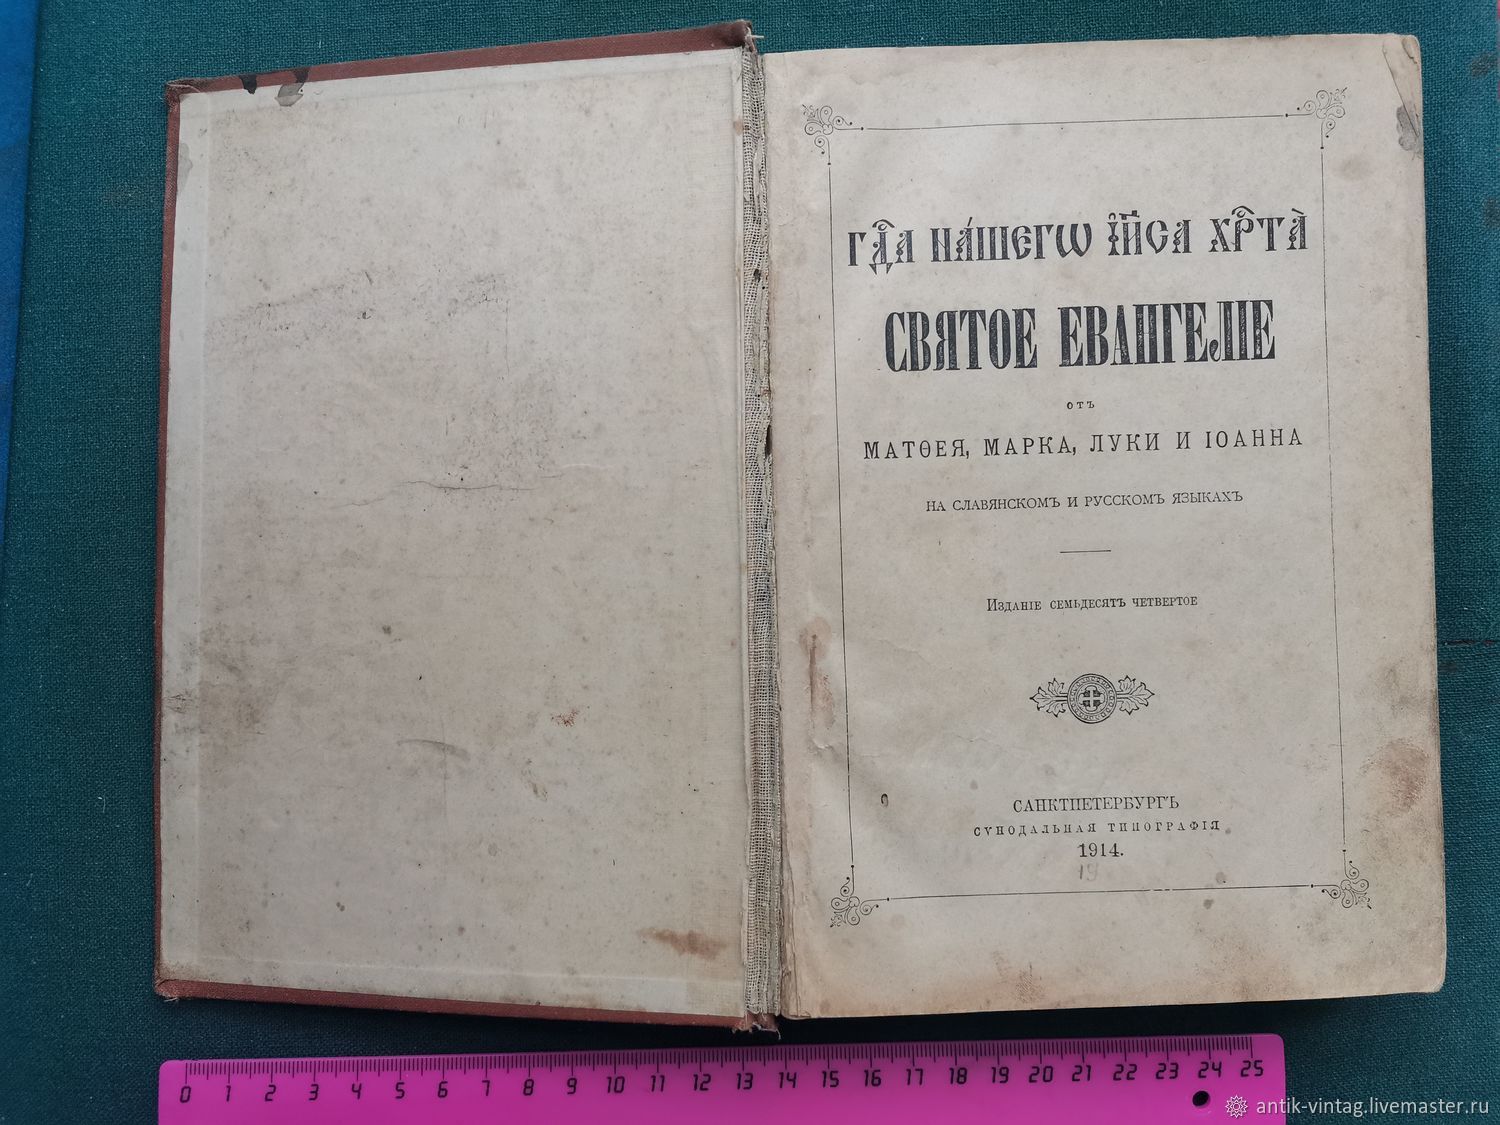 ГДⷭ҇А НА́ШЕГѠ І҆И҃СА ХРⷭ҇ТА̀
СВЯТОЕ ЕВАНГЕЛІЕ
отъ
МАТѲЕЯ, МАРКА, ЛУКИ И ІОАННА
НА СЛАВЯНСКОМЪ И РУССКОМЪ ЯЗЫКАХЪ
Изданіе семьдесятъ четвертое
САНКТПЕТЕРБУРГЪ
СѴНОДАЛЬНАЯ ТИПОГРАФІЯ
1914.
19
0 1 2 3 4 5 6 7 8 9 10 11 12 13 14 15 16 17 18 19 20 21 22 23 24 25
antik-vintag.livemaster.ru